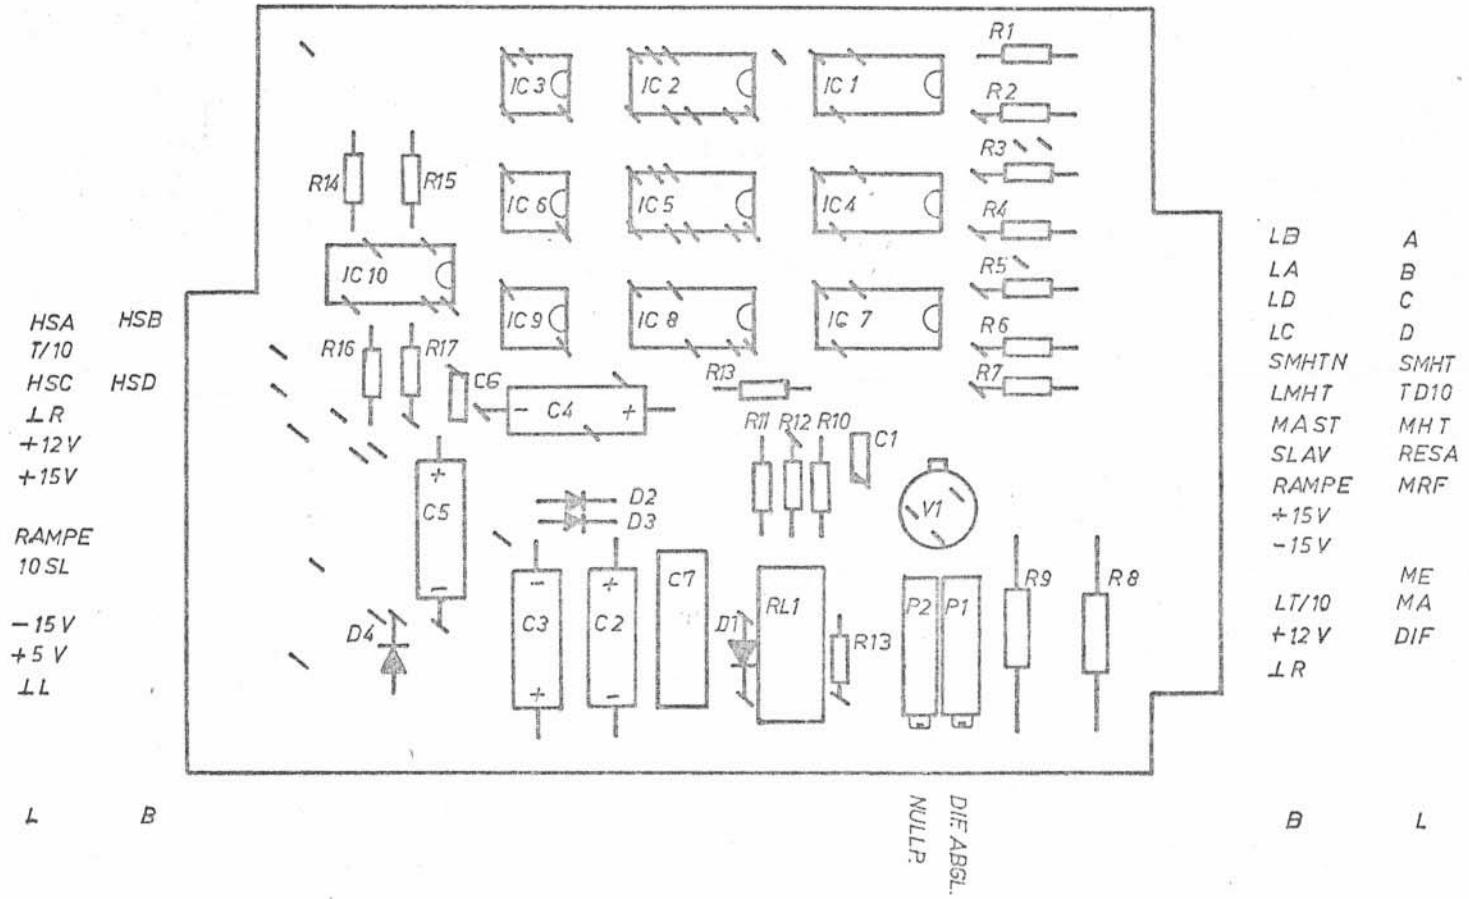 R1
IC 3 IC 2 IC 1
R2
R3
R14 R15
IC 6 IC 5 IC 4
R4
IC 10
R5
IC 9 IC 8 IC 7
R6
R16 R17
C6
R13
R7
C4
- +
R11 R12 R10
C1
+
C5
-
D2
D3
V1
C7
R9 R8
- +
P2 P1
RL1
C3 C2
D1
D4
R13
+ -
HSA HSB
T/10
HSC HSD
⊥R
+12V
+15V
RAMPE
10SL
-15V
+5V
⊥L
L B
LB A
LA B
LD C
LC D
SMHTN SMHT
LMHT TD10
MAST MHT
SLAV RESA
RAMPE MRF
+15V
-15V
ME
LT/10 MA
+12V DIF
⊥R
B L
NULLP.
DIF. ABGL.